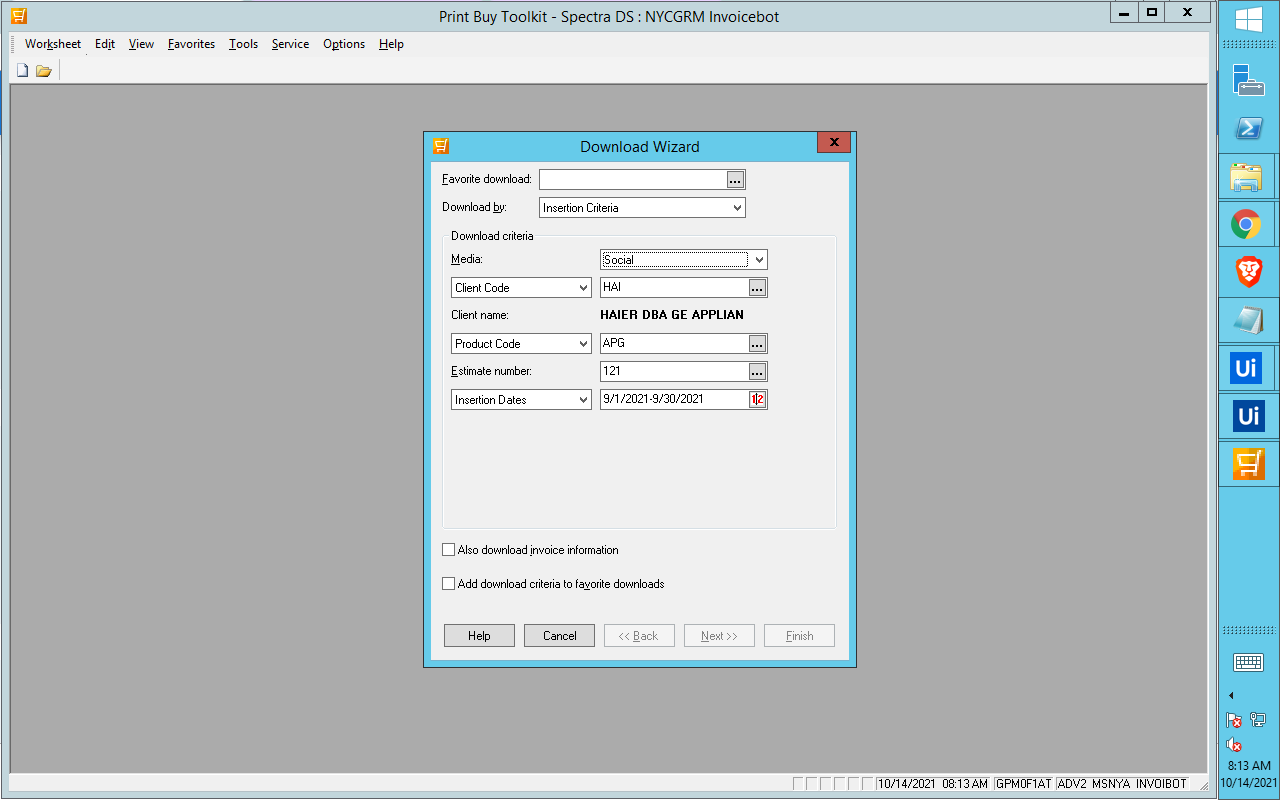 Print Buy Toolkit - Spectra DS : NYCGRM Invoicebot
Worksheet Edit View Favorites Tools Service Options Help
Download Wizard
Favorite download:
...
Download by: Insertion Criteria
Download criteria
Media: Social
Client Code HAI ...
Client name: HAIER DBA GE APPLIAN
Product Code APG ...
Estimate number: 121 ...
Insertion Dates 9/1/2021-9/30/2021 12
Also download invoice information
Add download criteria to favorite downloads
Help Cancel << Back Next >> Finish
Ui
Ui
10/14/2021 08:13 AM GPM0F1AT ADV2 MSNYA INVOIBOT
8:13 AM
10/14/2021